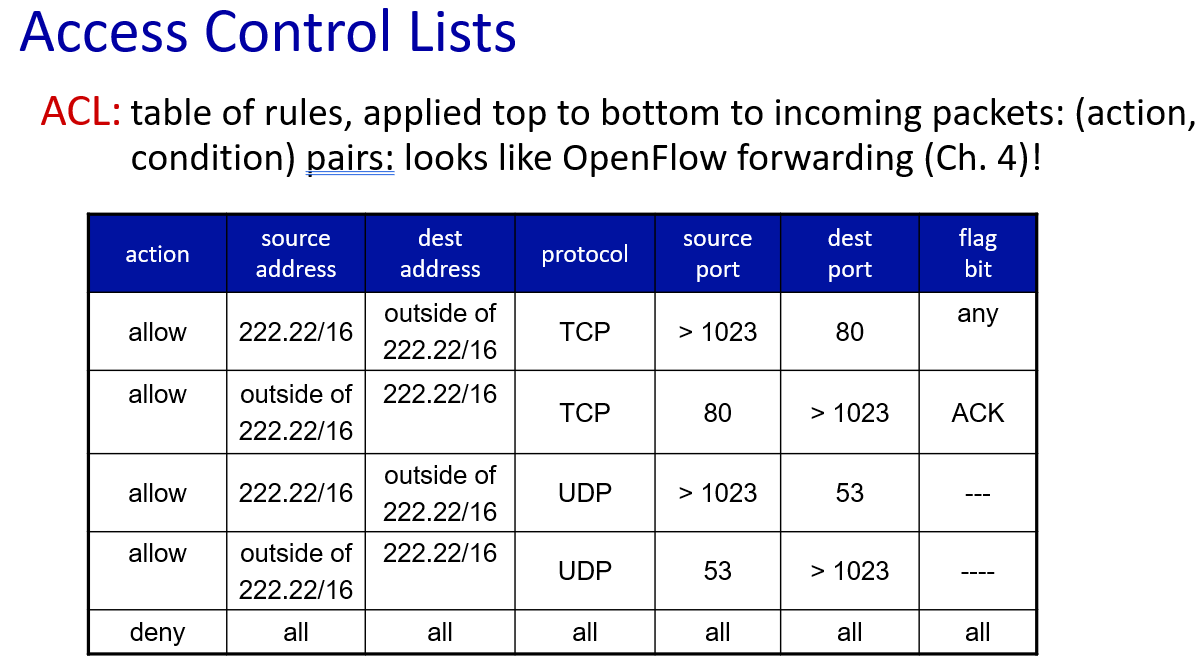 Access Control Lists
ACL: table of rules, applied top to bottom to incoming packets: (action,
condition) pairs: looks like OpenFlow forwarding (Ch. 4)!
action source address dest address protocol source port dest port flag bit
allow 222.22/16 outside of 222.22/16 TCP > 1023 80 any
allow outside of 222.22/16 222.22/16 TCP 80 > 1023 ACK
allow 222.22/16 outside of 222.22/16 UDP > 1023 53 ---
allow outside of 222.22/16 222.22/16 UDP 53 > 1023 ----
deny all all all all all all